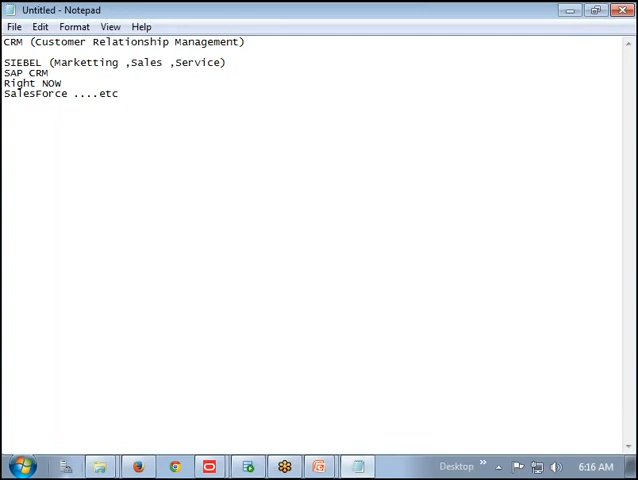 Untitled - Notepad
File Edit Format View Help
CRM (Customer Relationship Management)
SIEBEL (Marketting ,Sales ,Service)
SAP CRM
Right NOW
SalesForce ....etc
Desktop
6:16 AM